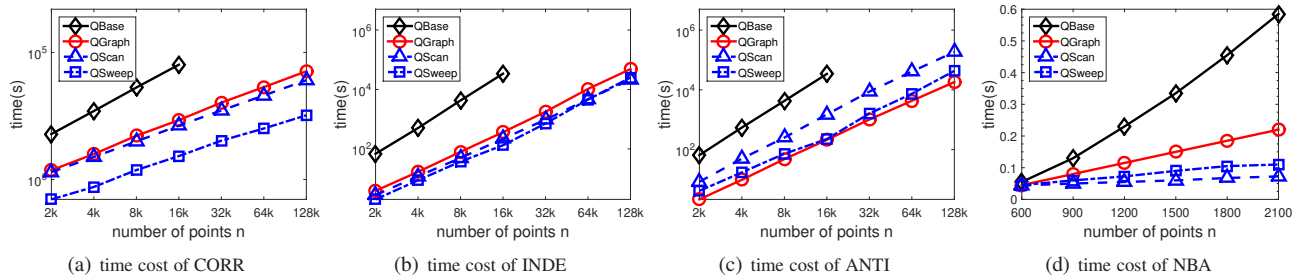 time(s)
10^5
10^0
QBase
QGraph
QScan
QSweep
2k 4k 8k 16k 32k 64k 128k
number of points n
(a) time cost of CORR
time(s)
10^6
10^4
10^2
QBase
QGraph
QScan
QSweep
2k 4k 8k 16k 32k 64k 128k
number of points n
(b) time cost of INDE
time(s)
10^6
10^4
10^2
QBase
QGraph
QScan
QSweep
2k 4k 8k 16k 32k 64k 128k
number of points n
(c) time cost of ANTI
time(s)
0.6
0.5
0.4
0.3
0.2
0.1
0
QBase
QGraph
QScan
QSweep
600 900 1200 1500 1800 2100
number of points n
(d) time cost of NBA